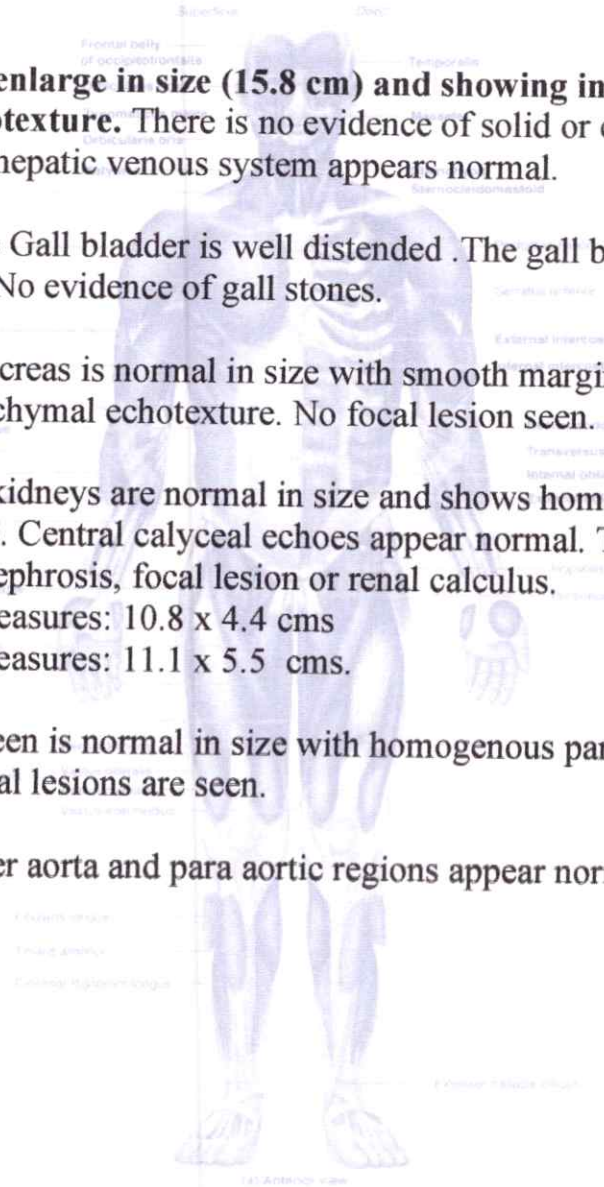 enlarge in size (15.8 cm) and showing in
otexture. There is no evidence of solid or
hepatic venous system appears normal.
Gall bladder is well distended .The gall b
No evidence of gall stones.
creas is normal in size with smooth margi
chymal echotexture. No focal lesion seen.
kidneys are normal in size and shows hom
. Central calyceal echoes appear normal. T
ephrosis, focal lesion or renal calculus.
easures: 10.8 x 4.4 cms
easures: 11.1 x 5.5 cms.
een is normal in size with homogenous par
al lesions are seen.
er aorta and para aortic regions appear nor